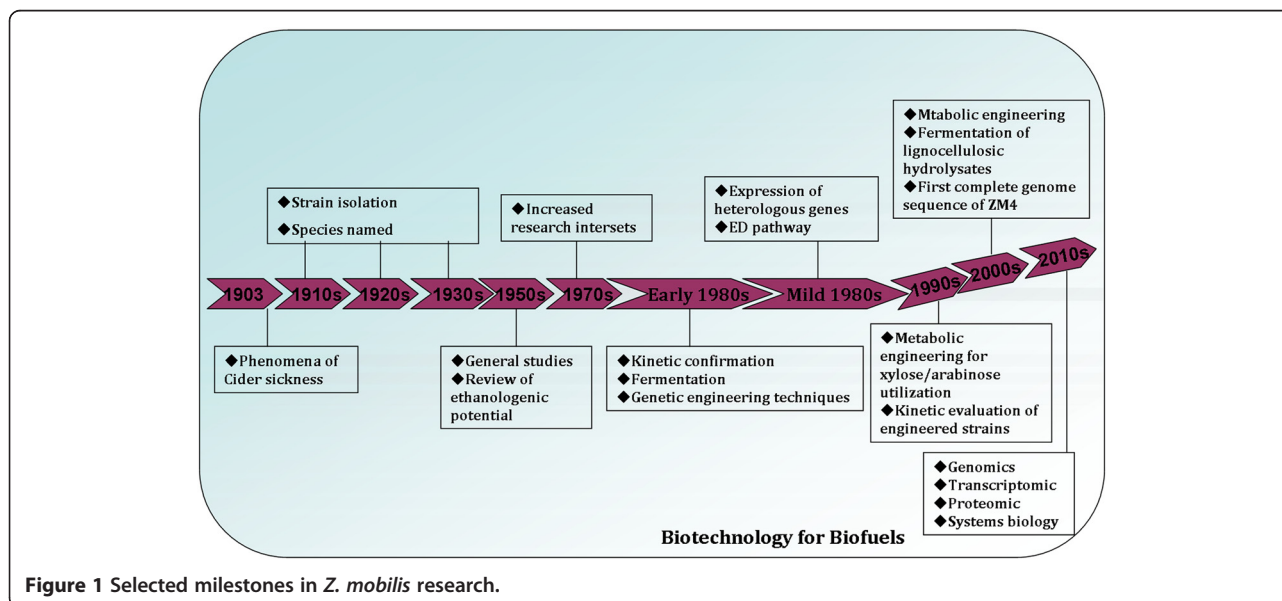 ◆Mtabolic engineering
◆Fermentation of
lignocellulosic
hydrolysates
◆First complete genome
sequence of ZM4
◆Strain isolation
◆Species named
◆Increased
research intersets
◆Expression of
heterologous genes
◆ED pathway
1903
1910s
1920s
1930s
1950s
1970s
Early 1980s
Mild 1980s
1990s
2000s
2010s
◆Phenomena of
Cider sickness
◆General studies
◆Review of
ethanologenic
potential
◆Kinetic confirmation
◆Fermentation
◆Genetic engineering techniques
◆Metabolic
engineering for
xylose/arabinose
utilization
◆Kinetic evaluation of
engineered strains
◆Genomics
◆Transcriptomic
◆Proteomic
◆Systems biology
Biotechnology for Biofuels
Figure 1 Selected milestones in Z. mobilis research.